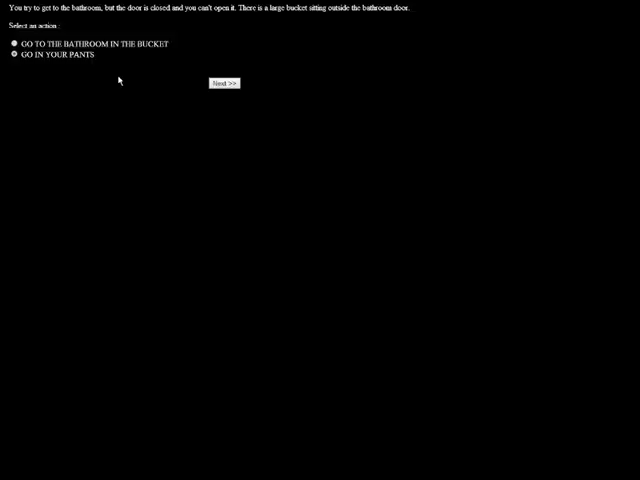 You try to get to the bathroom, but the door is closed and you can't open it. There is a large bucket sitting outside the bathroom door.
Select an action :
GO TO THE BATHROOM IN THE BUCKET
GO IN YOUR PANTS
Next >>